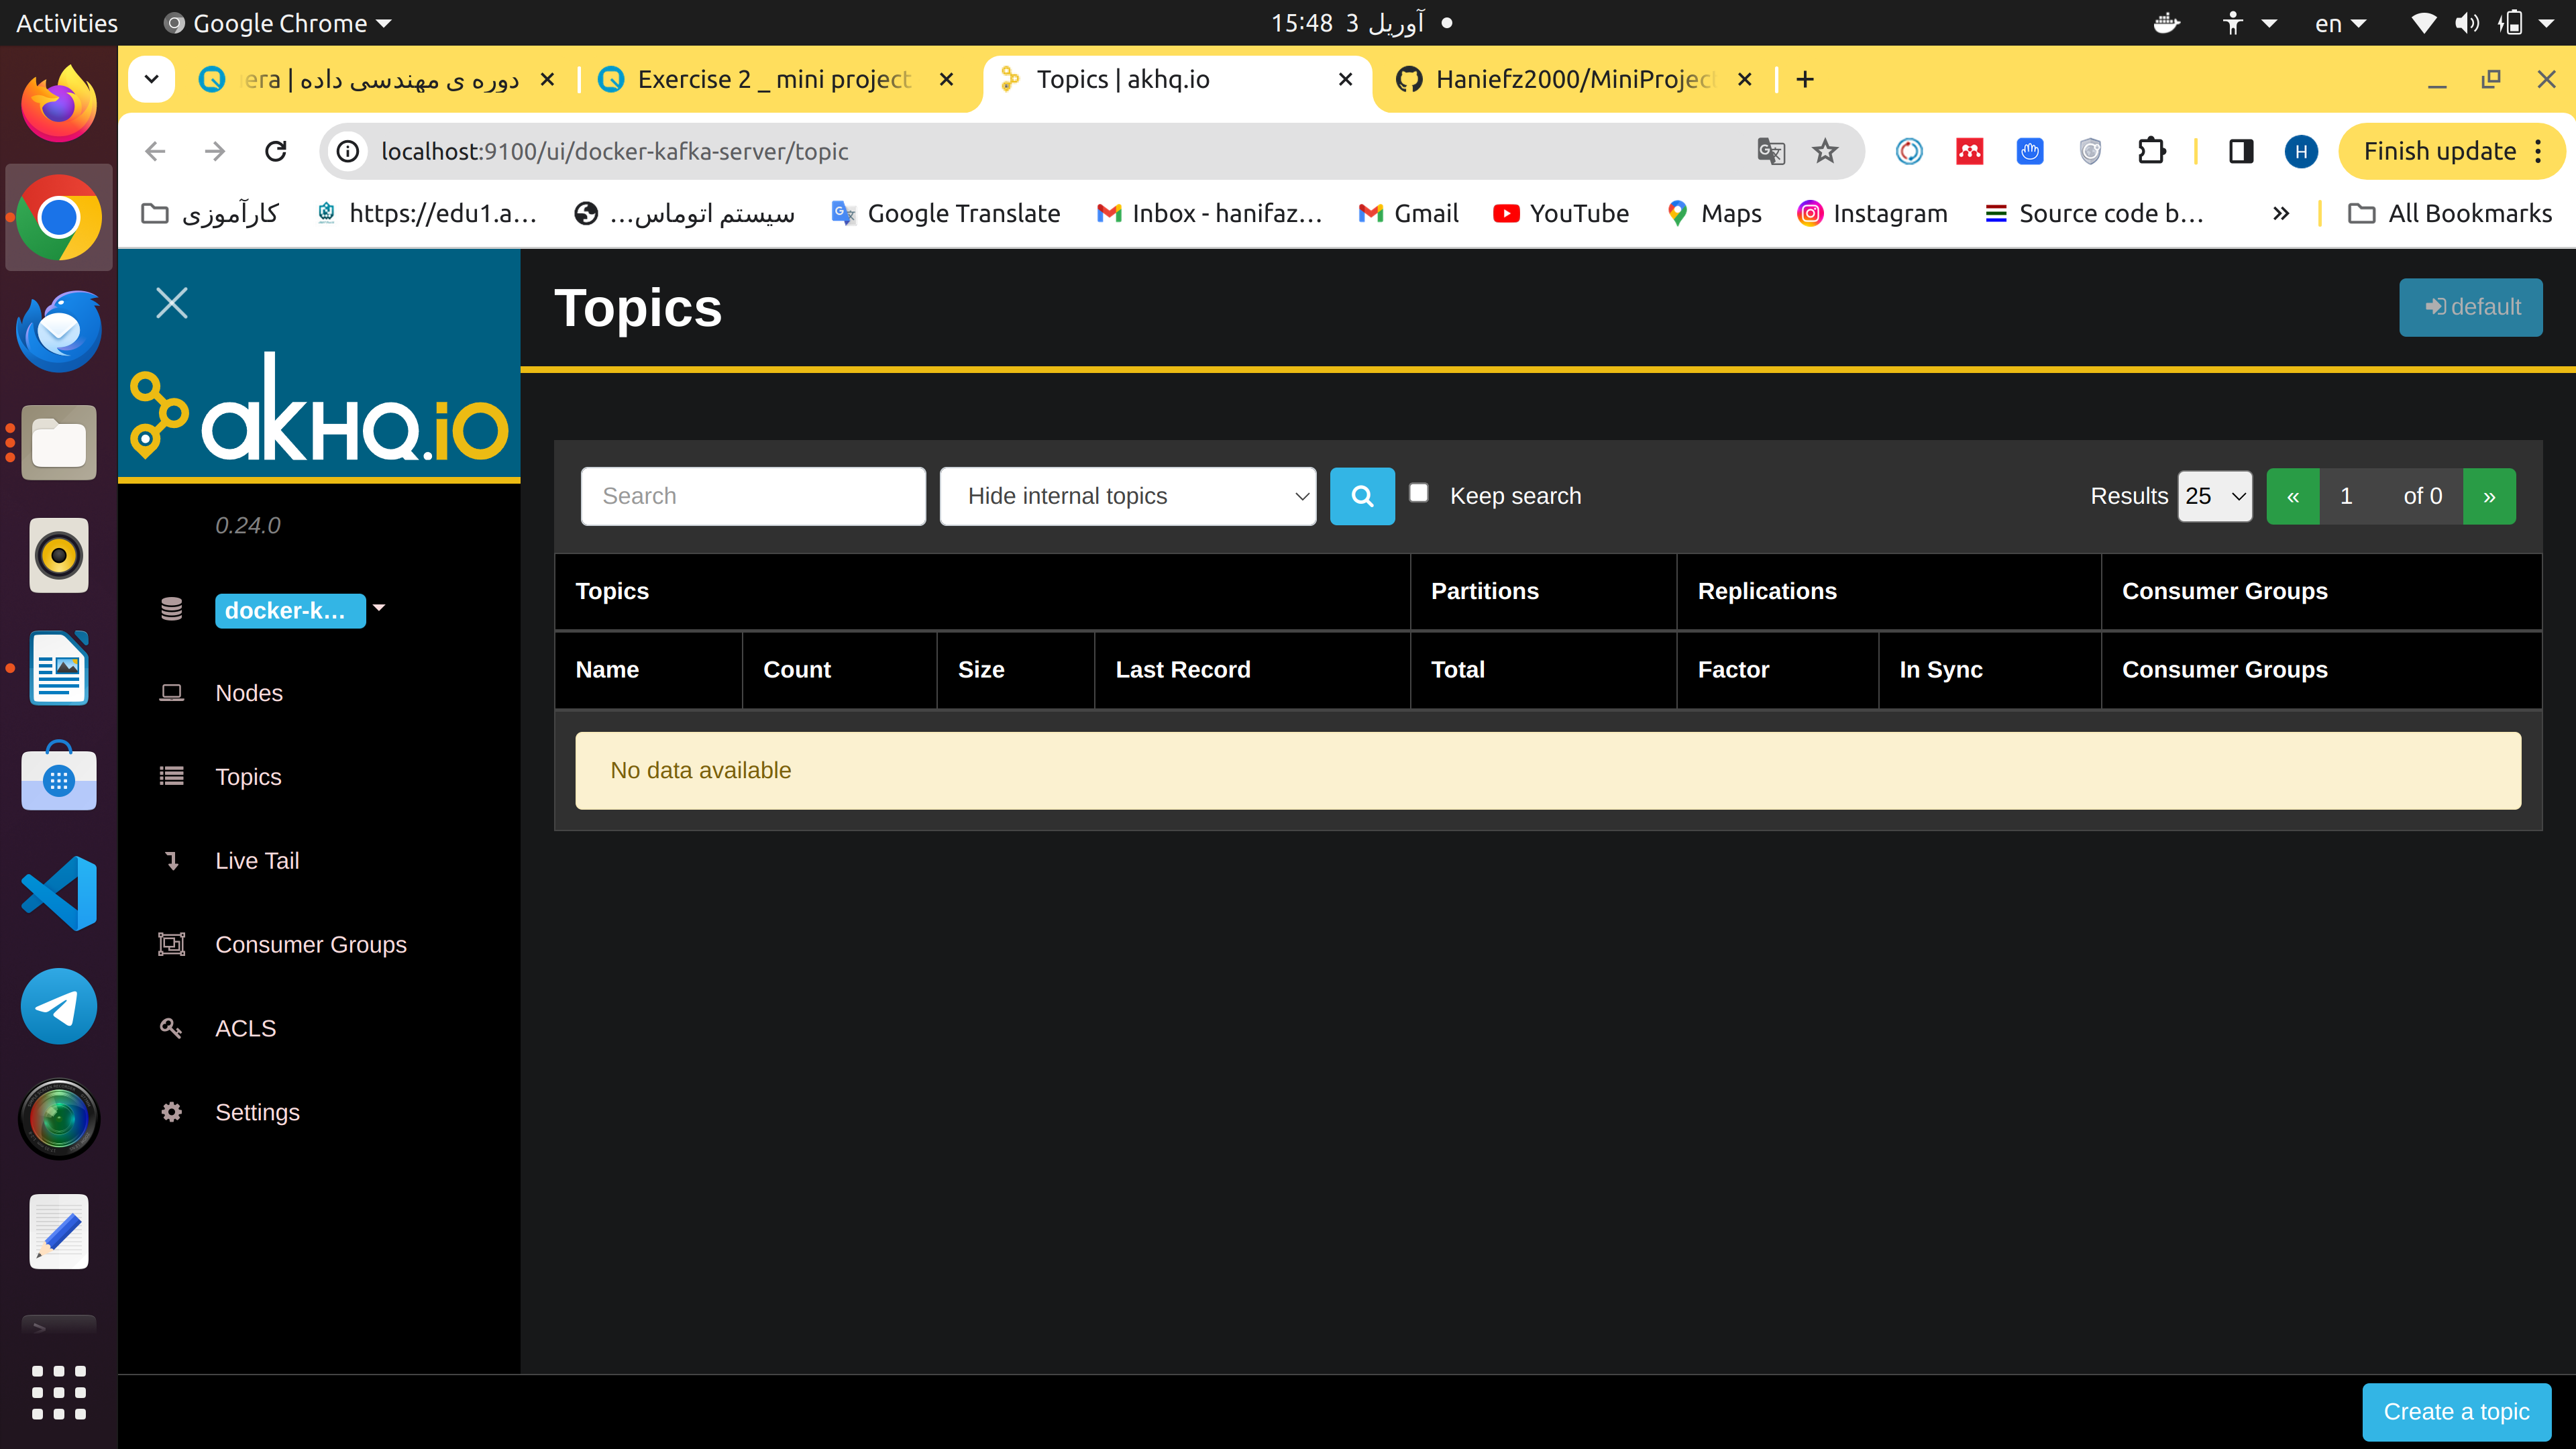 Activities
Google Chrome
15:48 3 آوریل
en
era | دوره ی مهندسی داده
Exercise 2 _ mini project
Topics | akhq.io
Haniefz2000/MiniProject
localhost:9100/ui/docker-kafka-server/topic
H
Finish update
کارآموزی
https://edu1.a...
سیستم اتوماس...
Google Translate
Inbox - hanifaz...
Gmail
YouTube
Maps
Instagram
Source code b...
»
All Bookmarks
akHQ.io
0.24.0
docker-k...
Nodes
Topics
Live Tail
Consumer Groups
ACLS
Settings
Topics
default
Search
Hide internal topics
Keep search
Results
25
«
1
of 0
»
Topics
Partitions
Replications
Consumer Groups
Name
Count
Size
Last Record
Total
Factor
In Sync
Consumer Groups
No data available
Create a topic